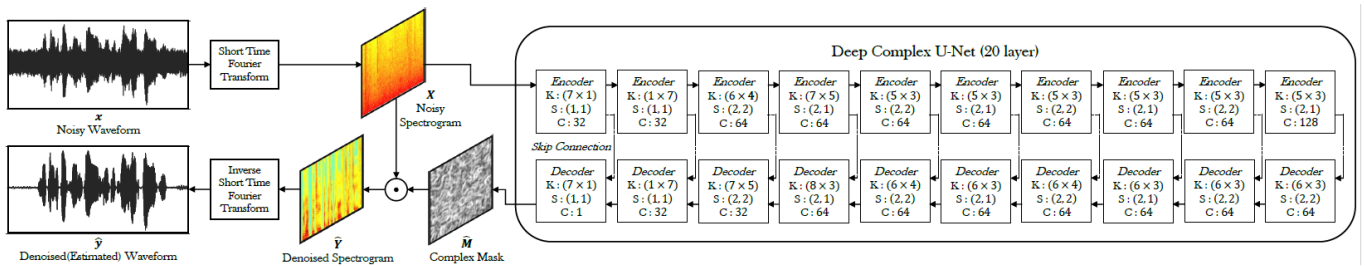 Deep Complex U-Net (20 layer)
Short Time
Fourier
Transform
x
Noisy Waveform
X
Noisy
Spectrogram
Encoder
K : (7 × 1)
S : (1, 1)
C : 32
Encoder
K : (1 × 7)
S : (1, 1)
C : 32
Encoder
K : (6 × 4)
S : (2, 2)
C : 64
Encoder
K : (7 × 5)
S : (2, 1)
C : 64
Encoder
K : (5 × 3)
S : (2, 2)
C : 64
Encoder
K : (5 × 3)
S : (2, 1)
C : 64
Encoder
K : (5 × 3)
S : (2, 2)
C : 64
Encoder
K : (5 × 3)
S : (2, 1)
C : 64
Encoder
K : (5 × 3)
S : (2, 2)
C : 64
Encoder
K : (5 × 3)
S : (2, 1)
C : 128
Skip Connection
Decoder
K : (7 × 1)
S : (1, 1)
C : 1
Decoder
K : (1 × 7)
S : (1, 1)
C : 32
Decoder
K : (7 × 5)
S : (2, 2)
C : 32
Decoder
K : (8 × 3)
S : (2, 1)
C : 64
Decoder
K : (6 × 4)
S : (2, 2)
C : 64
Decoder
K : (6 × 3)
S : (2, 1)
C : 64
Decoder
K : (6 × 4)
S : (2, 2)
C : 64
Decoder
K : (6 × 3)
S : (2, 1)
C : 64
Decoder
K : (6 × 3)
S : (2, 2)
C : 64
Decoder
K : (6 × 3)
S : (2, 2)
C : 64
Inverse
Short Time
Fourier
Transform
ŷ
Denoised(Estimated) Waveform
Ŷ
Denoised Spectrogram
M̂
Complex Mask